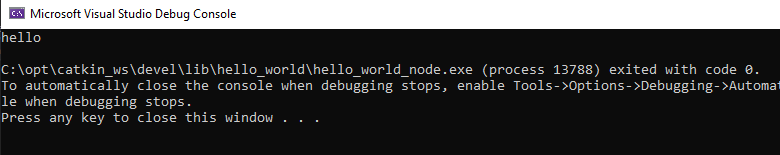 Microsoft Visual Studio Debug Console
hello
C:\opt\catkin_ws\devel\lib\hello_world\hello_world_node.exe (process 13788) exited with code 0.
To automatically close the console when debugging stops, enable Tools->Options->Debugging->Automat
le when debugging stops.
Press any key to close this window . . .